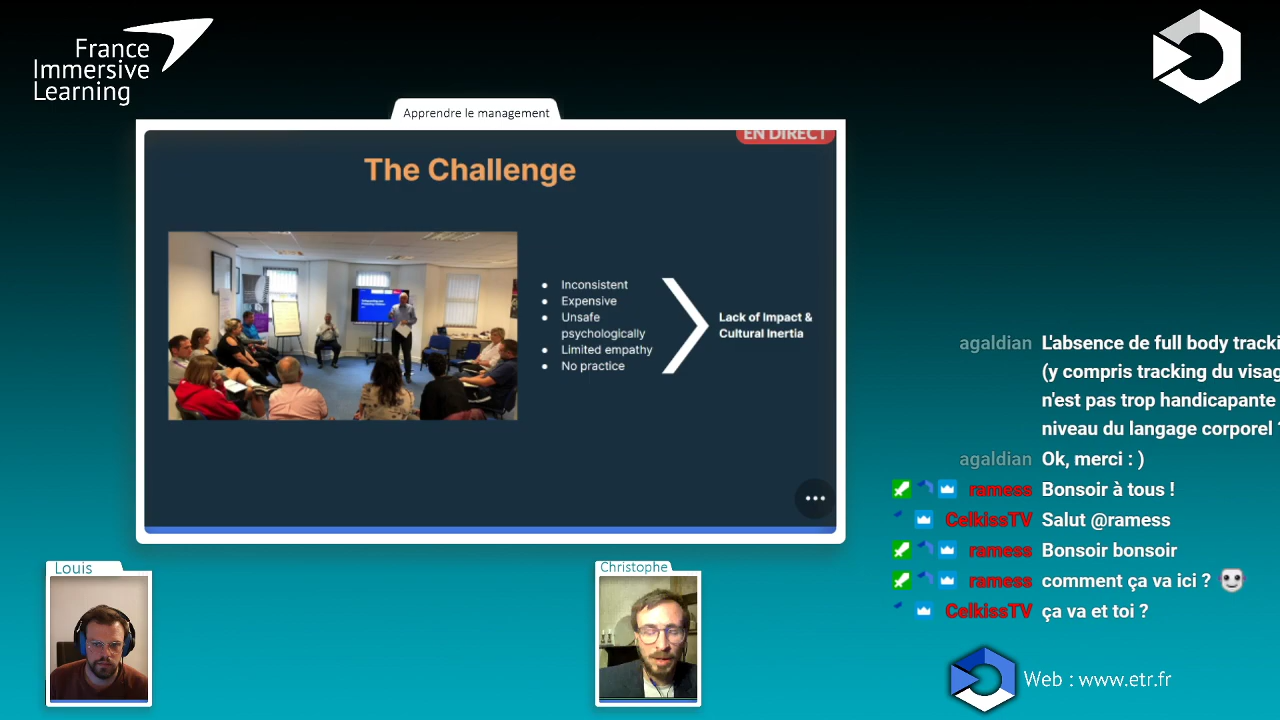 France
Immersive
Learning
Apprendre le management
EN DIRECT
The Challenge
Inconsistent
Expensive
Unsafe
psychologically
Limited empathy
No practice
Lack of Impact &
Cultural Inertia
agaldian L'absence de full body tracki
(y compris tracking du visag
n'est pas trop handicapante
niveau du langage corporel ?
agaldian Ok, merci : )
ramess Bonsoir à tous !
CelkissTV Salut @ramess
ramess Bonsoir bonsoir
ramess comment ça va ici ?
CelkissTV ça va et toi ?
Louis
Christophe
Web : www.etr.fr